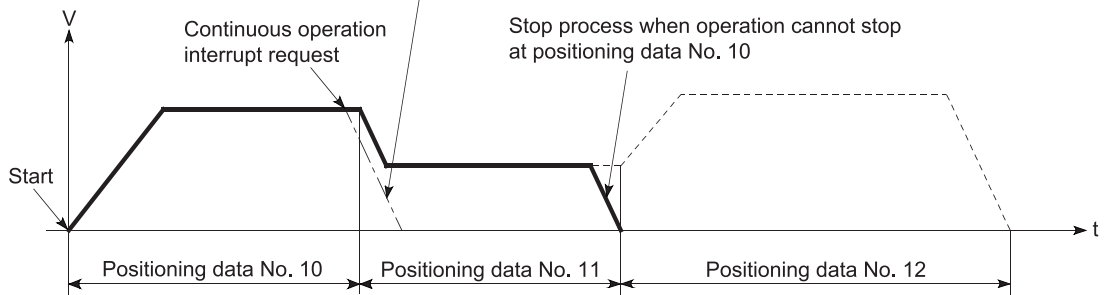 V
Continuous operation
interrupt request
Stop process when operation cannot stop
at positioning data No. 10
Start
t
Positioning data No. 10
Positioning data No. 11
Positioning data No. 12